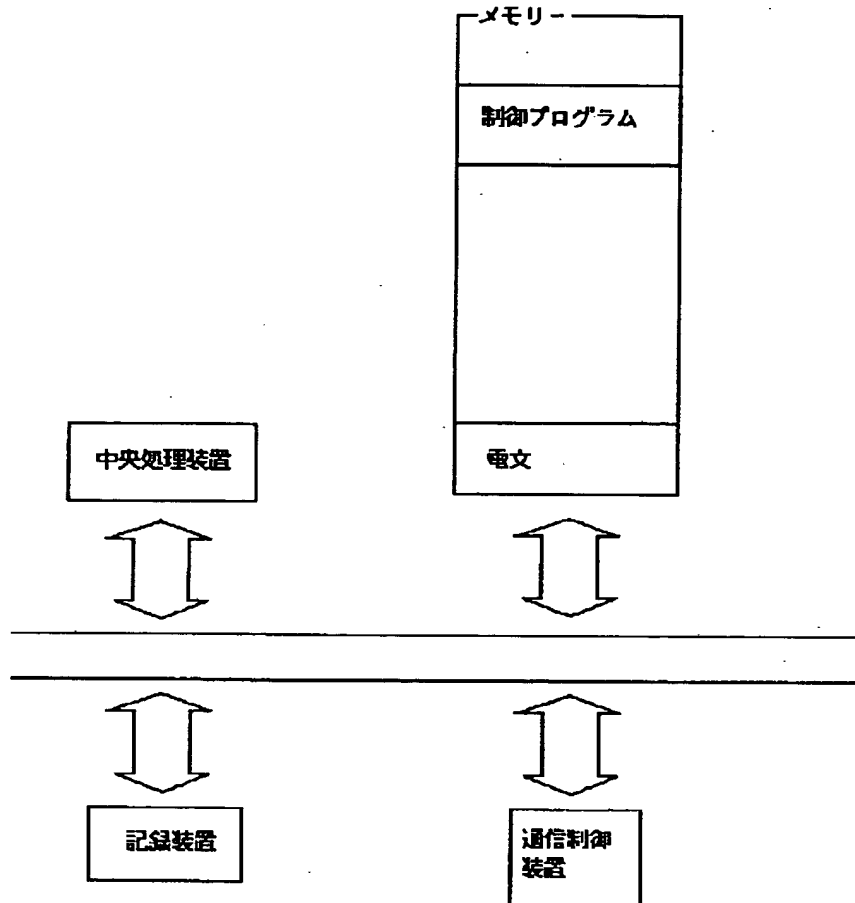 メモリー
制御プログラム
中央処理装置
電文
記録装置
通信制御
装置